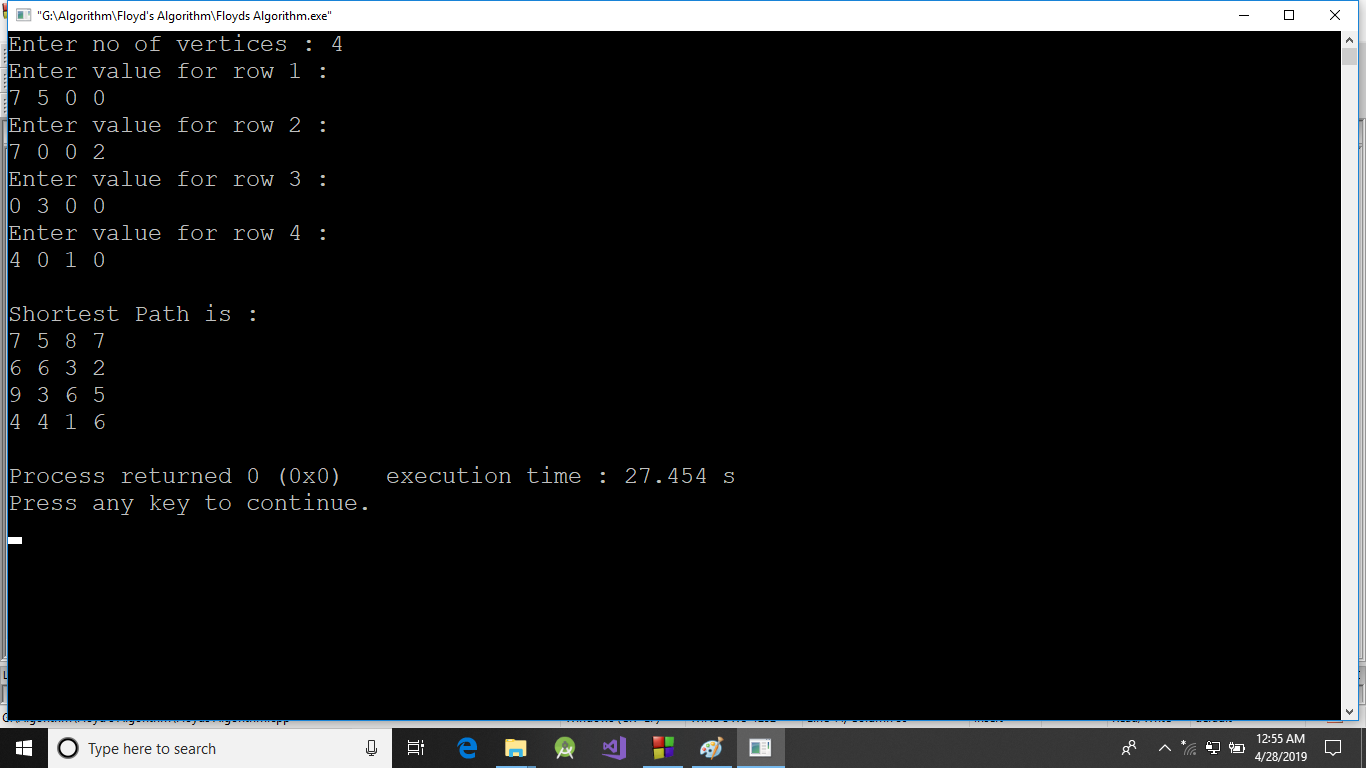 "G:\Algorithm\Floyd's Algorithm\Floyds Algorithm.exe"
Enter no of vertices : 4
Enter value for row 1 :
7 5 0 0
Enter value for row 2 :
7 0 0 2
Enter value for row 3 :
0 3 0 0
Enter value for row 4 :
4 0 1 0
Shortest Path is :
7 5 8 7
6 6 3 2
9 3 6 5
4 4 1 6
Process returned 0 (0x0)   execution time : 27.454 s
Press any key to continue.
Type here to search
12:55 AM
4/28/2019